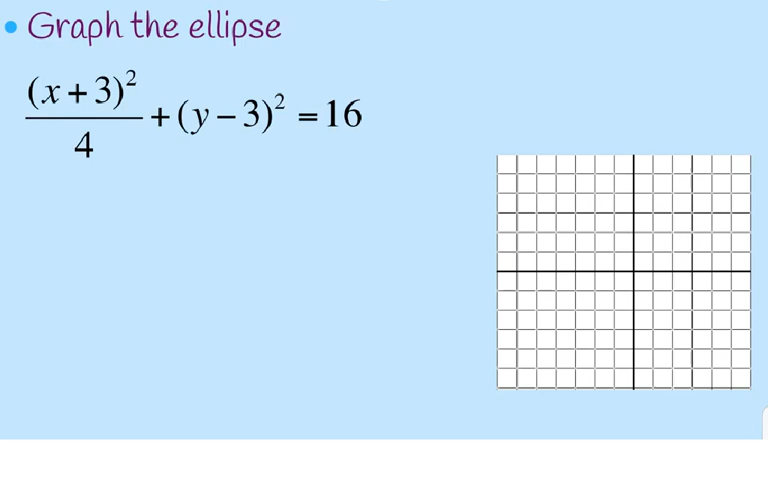 • Graph the ellipse
(x + 3)² / 4 + (y − 3)² = 16